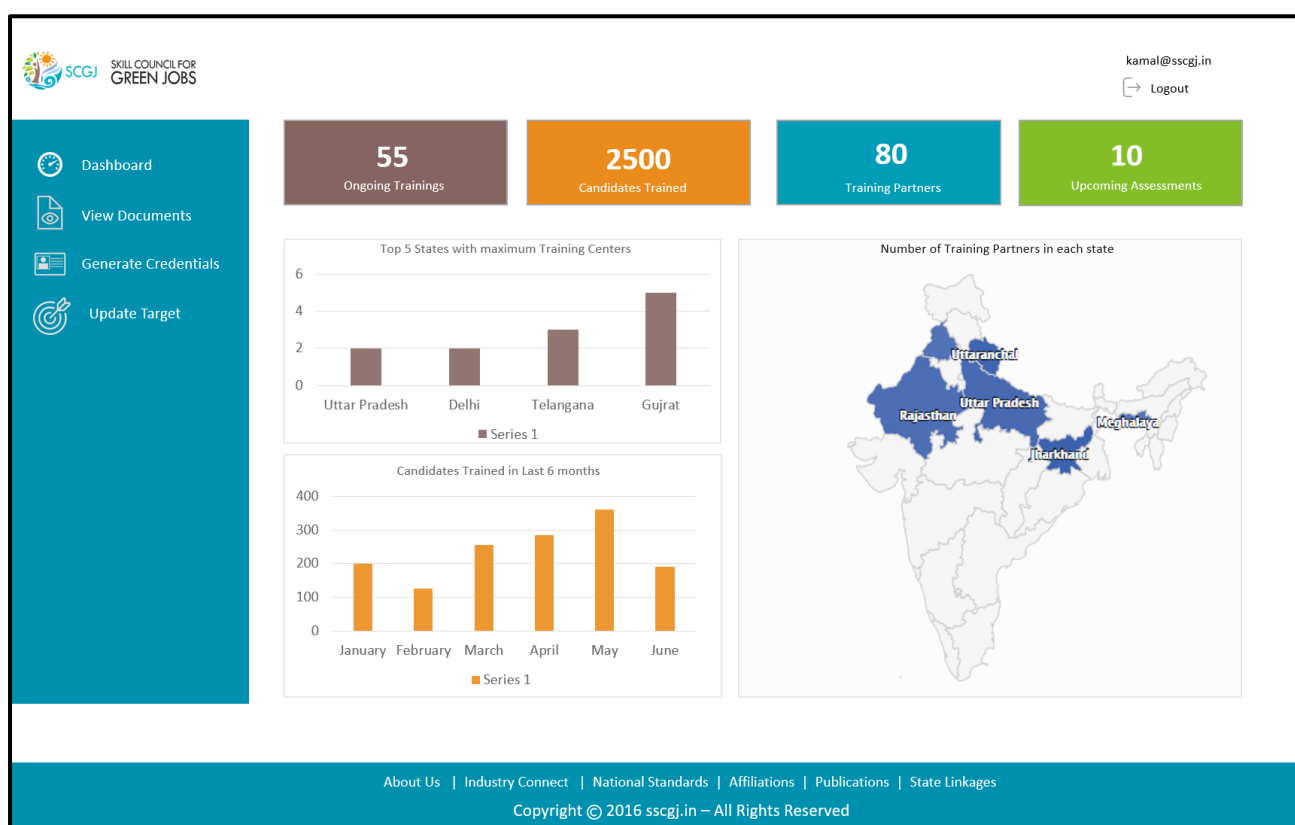 SCGJ
SKILL COUNCIL FOR
GREEN JOBS
kamal@sscgj.in
Logout
Dashboard
View Documents
Generate Credentials
Update Target
55
Ongoing Trainings
2500
Candidates Trained
80
Training Partners
10
Upcoming Assessments
Top 5 States with maximum Training Centers
6
4
2
0
Uttar Pradesh Delhi Telangana Gujrat
Series 1
Candidates Trained in Last 6 months
400
300
200
100
0
January February March April May June
Series 1
Number of Training Partners in each state
Uttaranchal
Uttar Pradesh
Rajasthan
Meghalaya
Jharkhand
About Us | Industry Connect | National Standards | Affiliations | Publications | State Linkages
Copyright © 2016 sscgj.in – All Rights Reserved